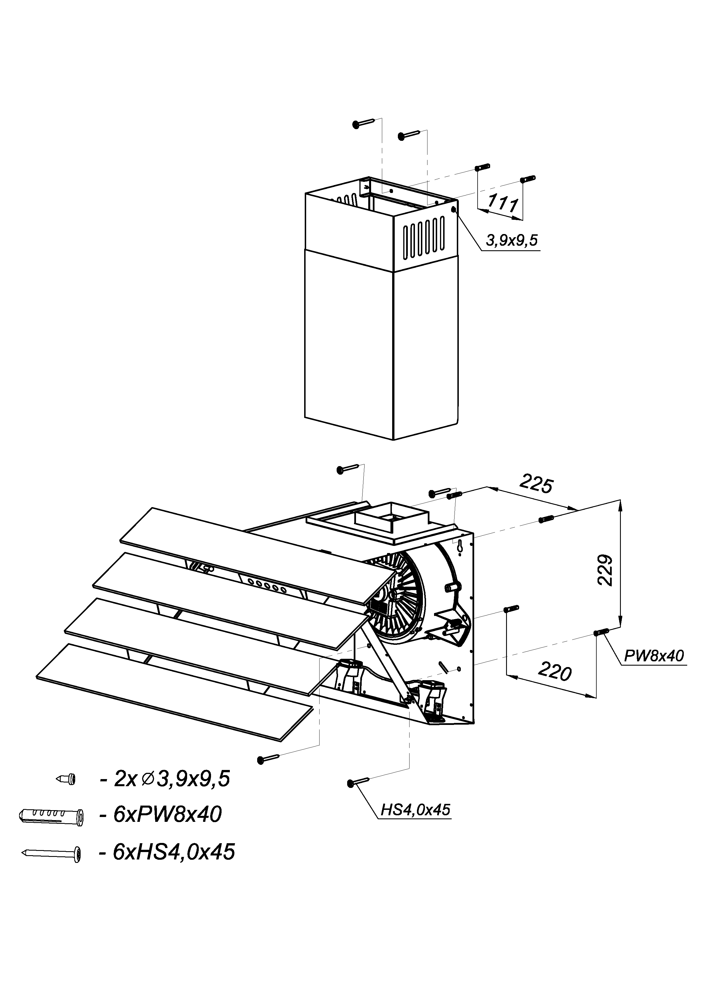 111
3,9x9,5
225
229
PW8x40
220
- 2x⌀3,9x9,5
HS4,0x45
- 6xPW8x40
- 6xHS4,0x45